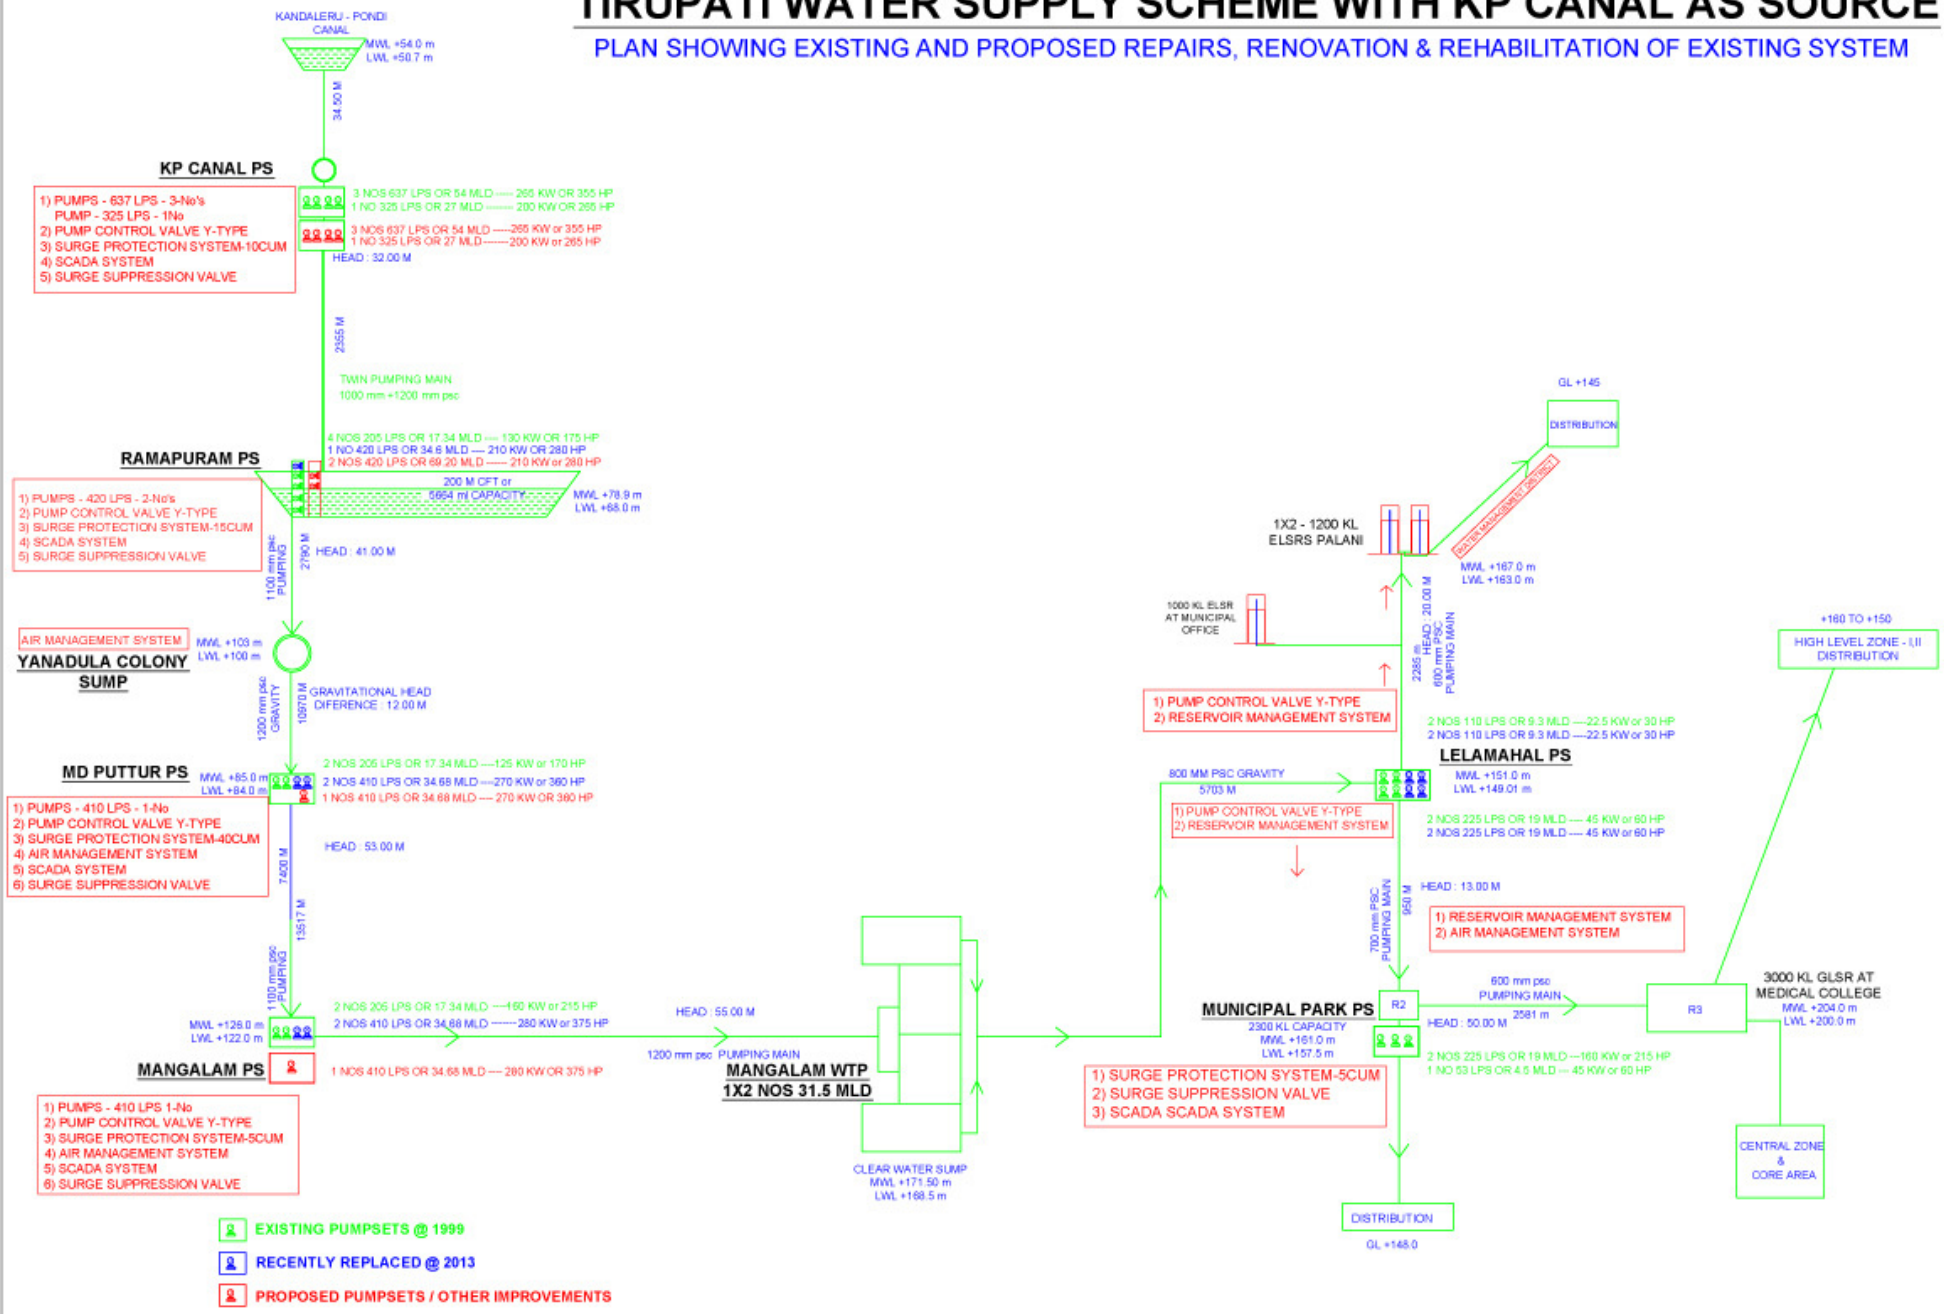 TIRUPATI WATER SUPPLY SCHEME WITH KP CANAL AS SOURCE
PLAN SHOWING EXISTING AND PROPOSED REPAIRS, RENOVATION & REHABILITATION OF EXISTING SYSTEM
KANDALERU - PONDI
CANAL
MWL +54.0 m
LWL +50.7 m
34.50 M
KP CANAL PS
1) PUMPS - 637 LPS - 3-No's
PUMP - 325 LPS - 1No
2) PUMP CONTROL VALVE Y-TYPE
3) SURGE PROTECTION SYSTEM-10CUM
4) SCADA SYSTEM
5) SURGE SUPPRESSION VALVE
3 NOS 637 LPS OR 54 MLD ---- 265 KW OR 355 HP
1 NO 325 LPS OR 27 MLD ------- 200 KW OR 265 HP
3 NOS 637 LPS OR 54 MLD -----265 KW or 355 HP
1 NO 325 LPS OR 27 MLD-------200 KW or 265 HP
HEAD : 32.00 M
2355 M
TWIN PUMPING MAIN
1000 mm +1200 mm psc
RAMAPURAM PS
4 NOS 205 LPS OR 17.34 MLD ---- 130 KW OR 175 HP
1 NO 420 LPS OR 34.6 MLD ---- 210 KW OR 280 HP
2 NOS 420 LPS OR 69.20 MLD ------ 210 KW or 280 HP
200 M CFT or
5664 ml CAPACITY
MWL +78.9 m
LWL +68.0 m
1) PUMPS - 420 LPS - 2-No's
2) PUMP CONTROL VALVE Y-TYPE
3) SURGE PROTECTION SYSTEM-15CUM
4) SCADA SYSTEM
5) SURGE SUPPRESSION VALVE
1100 mm psc
PUMPING
2790 M
HEAD : 41.00 M
AIR MANAGEMENT SYSTEM
YANADULA COLONY
SUMP
MWL +103 m
LWL +100 m
1200 mm psc
GRAVITY
10970 M
GRAVITATIONAL HEAD
DIFERENCE : 12.00 M
MD PUTTUR PS
MWL +85.0 m
LWL +84.0 m
2 NOS 205 LPS OR 17.34 MLD ----125 KW or 170 HP
2 NOS 410 LPS OR 34.68 MLD----270 KW or 360 HP
1 NOS 410 LPS OR 34.68 MLD---- 270 KW OR 360 HP
1) PUMPS - 410 LPS - 1-No
2) PUMP CONTROL VALVE Y-TYPE
3) SURGE PROTECTION SYSTEM-40CUM
4) AIR MANAGEMENT SYSTEM
5) SCADA SYSTEM
6) SURGE SUPPRESSION VALVE
7400 M
HEAD : 53.00 M
13517 M
1100 mm psc
PUMPING
MWL +126.0 m
LWL +122.0 m
2 NOS 205 LPS OR 17.34 MLD ----160 KW or 215 HP
2 NOS 410 LPS OR 34.68 MLD -------280 KW or 375 HP
MANGALAM PS
1 NOS 410 LPS OR 34.68 MLD---- 280 KW OR 375 HP
1) PUMPS - 410 LPS 1-No
2) PUMP CONTROL VALVE Y-TYPE
3) SURGE PROTECTION SYSTEM-5CUM
4) AIR MANAGEMENT SYSTEM
5) SCADA SYSTEM
6) SURGE SUPPRESSION VALVE
HEAD : 55.00 M
1200 mm psc PUMPING MAIN
MANGALAM WTP
1X2 NOS 31.5 MLD
CLEAR WATER SUMP
MWL +171.50 m
LWL +168.5 m
GL +145
DISTRIBUTION
WATER MANAGEMENT DISTRICT
1X2 - 1200 KL
ELSRS PALANI
MWL +167.0 m
LWL +163.0 m
1000 KL ELSR
AT MUNICIPAL
OFFICE
2285 m
HEAD : 20.00 M
600 mm PSC
PUMPING MAIN
1) PUMP CONTROL VALVE Y-TYPE
2) RESERVOIR MANAGEMENT SYSTEM
2 NOS 110 LPS OR 9.3 MLD ----22.5 KW or 30 HP
2 NOS 110 LPS OR 9.3 MLD ----22.5 KW or 30 HP
LELAMAHAL PS
MWL +151.0 m
LWL +149.01 m
800 MM PSC GRAVITY
5703 M
1) PUMP CONTROL VALVE Y-TYPE
2) RESERVOIR MANAGEMENT SYSTEM
2 NOS 225 LPS OR 19 MLD ---- 45 KW or 60 HP
2 NOS 225 LPS OR 19 MLD ---- 45 KW or 60 HP
700 mm PSC
PUMPING MAIN
950 M
HEAD : 13.00 M
1) RESERVOIR MANAGEMENT SYSTEM
2) AIR MANAGEMENT SYSTEM
+160 TO +150
HIGH LEVEL ZONE - I,II
DISTRIBUTION
MUNICIPAL PARK PS
2300 KL CAPACITY
MWL +161.0 m
LWL +157.5 m
R2
600 mm psc
PUMPING MAIN
2581 m
HEAD : 50.00 M
R3
3000 KL GLSR AT
MEDICAL COLLEGE
MWL +204.0 m
LWL +200.0 m
2 NOS 225 LPS OR 19 MLD ---160 KW or 215 HP
1 NO 53 LPS OR 4.5 MLD --- 45 KW or 60 HP
1) SURGE PROTECTION SYSTEM-5CUM
2) SURGE SUPPRESSION VALVE
3) SCADA SCADA SYSTEM
CENTRAL ZONE
&
CORE AREA
DISTRIBUTION
GL +148.0
EXISTING PUMPSETS @ 1999
RECENTLY REPLACED @ 2013
PROPOSED PUMPSETS / OTHER IMPROVEMENTS